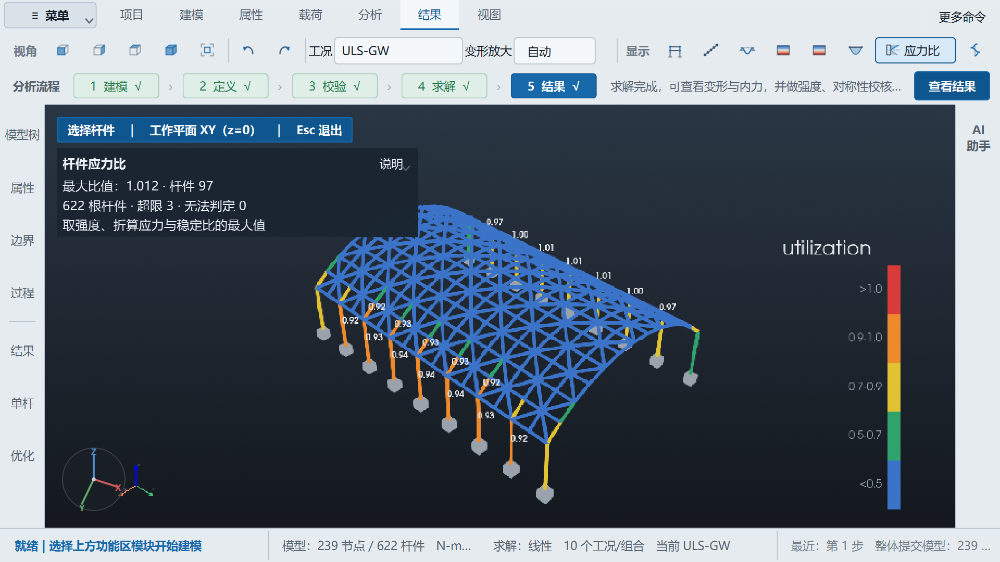 ≡ 菜单 项目 建模 属性 载荷 分析 结果 视图 更多命令
视角 工况 ULS-GW 变形放大 自动 显示 应力比
分析流程 1 建模 √ › 2 定义 √ › 3 校验 √ › 4 求解 √ › 5 结果 √ 求解完成，可查看变形与内力，并做强度、对称性校核... 查看结果
选择杆件 | 工作平面 XY（z=0） | Esc 退出
杆件应力比 说明
最大比值：1.012 · 杆件 97
622 根杆件 · 超限 3 · 无法判定 0
取强度、折算应力与稳定比的最大值
模型树
属性
边界
过程
结果
单杆
优化
AI
助手
0.97
1.00
1.01
1.01
1.01
1.00
0.97
0.92
0.92
0.93
0.93
0.93
0.94
0.93
0.94
0.92
0.94
0.93
0.92
utilization
>1.0
0.9-1.0
0.7-0.9
0.5-0.7
<0.5
Z
X
Y
就绪 | 选择上方功能区模块开始建模 模型：239 节点 / 622 杆件 N-m... 求解：线性 10 个工况/组合 当前 ULS-GW 最近：第 1 步 整体提交模型：239 ...